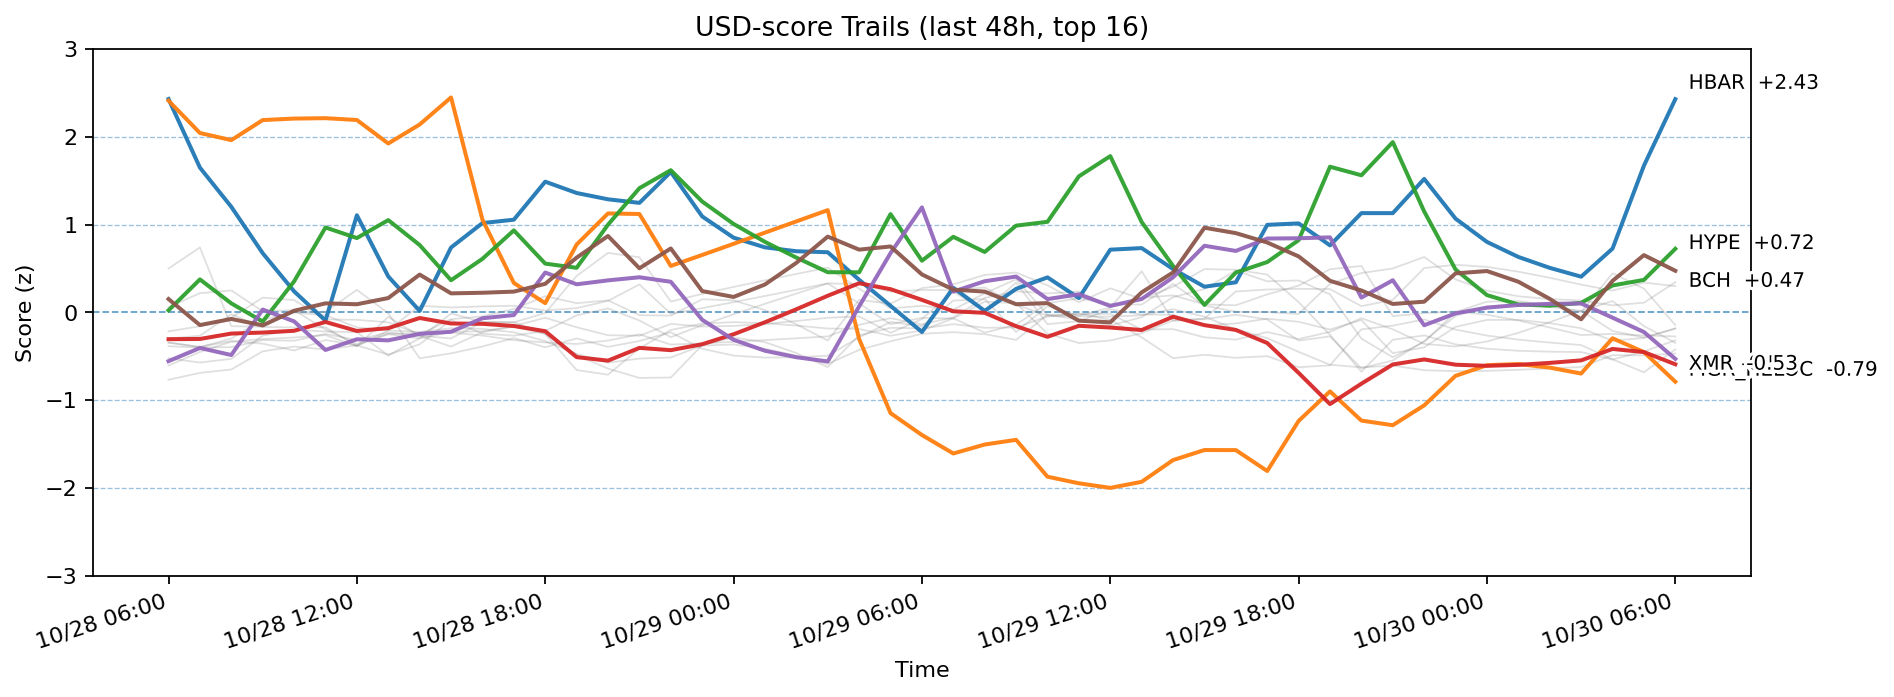 USD-score Trails (last 48h, top 16)
Score (z)
3
2
1
0
−1
−2
−3
HBAR +2.43
HYPE +0.72
BCH +0.47
XMR -0.53
-0.79
10/28 06:00
10/28 12:00
10/28 18:00
10/29 00:00
10/29 06:00
10/29 12:00
10/29 18:00
10/30 00:00
10/30 06:00
Time